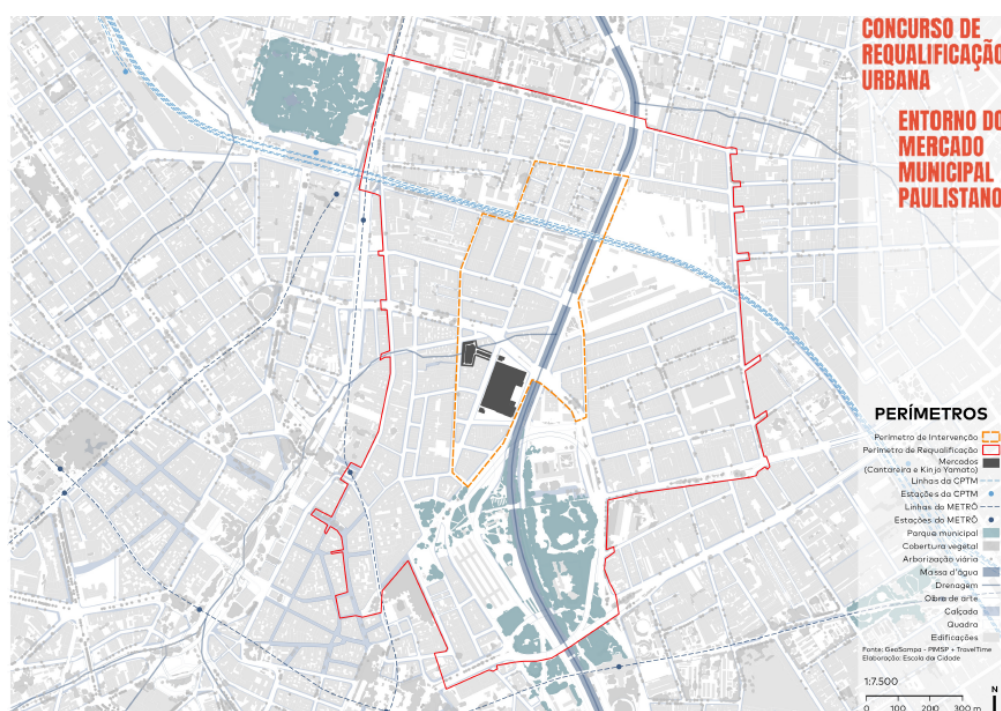 CONCURSO DE
REQUALIFICAÇÃO
URBANA
ENTORNO DO
MERCADO
MUNICIPAL
PAULISTANO
PERÍMETROS
Perímetro de Intervenção
Perímetro de Requalificação
Mercados
(Cantareira e Kinjo Yamato)
Linhas da CPTM
Estações da CPTM
Linhas do METRÔ
Estações do METRÔ
Parque municipal
Cobertura vegetal
Arborização viária
Massa d'água
Drenagem
Obra de arte
Calçada
Quadra
Edificações
Fonte: GeoSampa - PMSP + TravelTime
Elaboração: Escola da Cidade
1:7.500
N
0 100 200 300 m